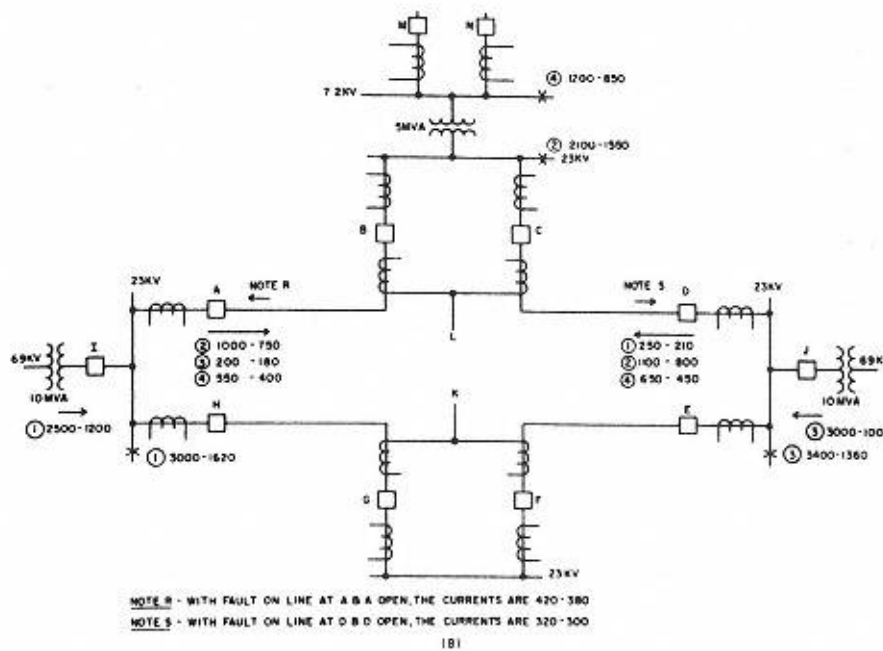 M
N
④ 1200-850
7.2KV
5MVA
② 2100-1550
23KV
B
C
23KV
A
NOTE R
NOTE S
D
23KV
L
② 1000-750
③ 200-180
④ 550-400
① 250-210
② 1100-800
④ 650-450
I
J
69KV
10MVA
69K
10MVA
K
① 2500-1200
H
E
③ 3000-100
① 3000-1620
③ 3400-1360
G
F
23KV
NOTE R - WITH FAULT ON LINE AT A & A OPEN, THE CURRENTS ARE 420-380
NOTE S - WITH FAULT ON LINE AT D & D OPEN, THE CURRENTS ARE 320-300
(B)